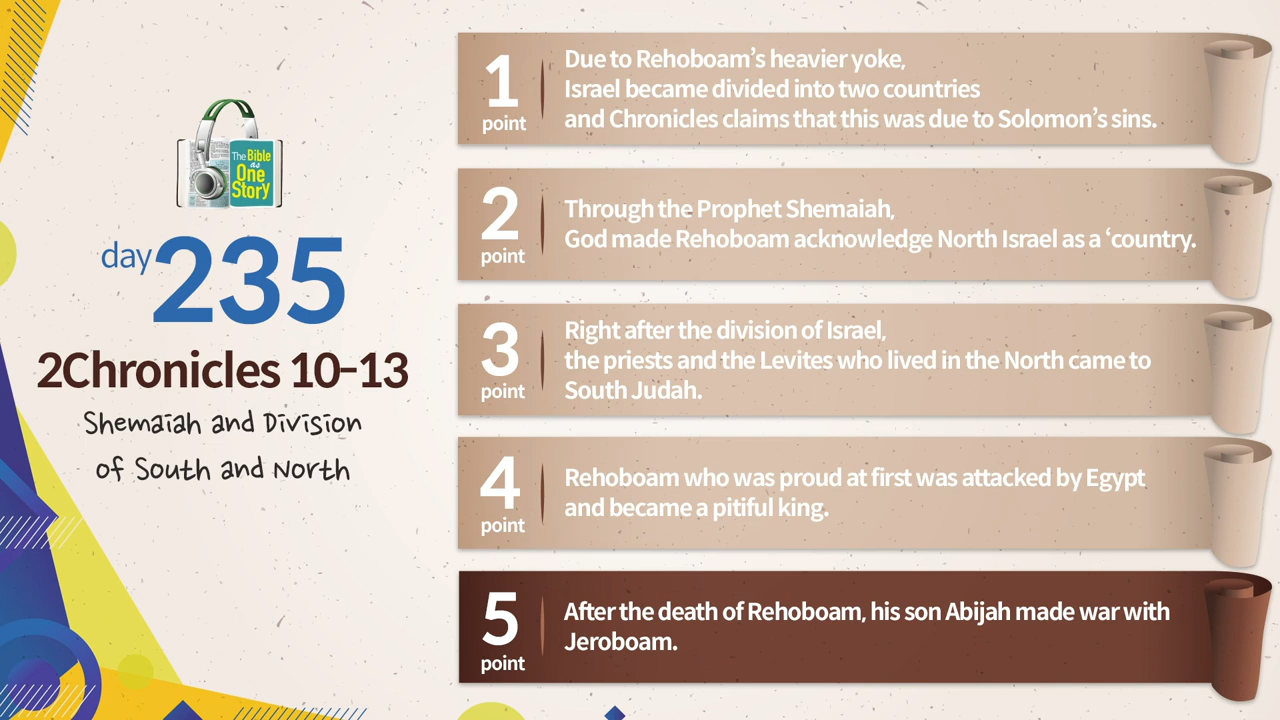 The Bible
as
One
Story
day 235
2Chronicles 10-13
Shemaiah and Division
of South and North
1
point
Due to Rehoboam’s heavier yoke,
Israel became divided into two countries
and Chronicles claims that this was due to Solomon’s sins.
2
point
Through the Prophet Shemaiah,
God made Rehoboam acknowledge North Israel as a ‘country.
3
point
Right after the division of Israel,
the priests and the Levites who lived in the North came to
South Judah.
4
point
Rehoboam who was proud at first was attacked by Egypt
and became a pitiful king.
5
point
After the death of Rehoboam, his son Abijah made war with
Jeroboam.